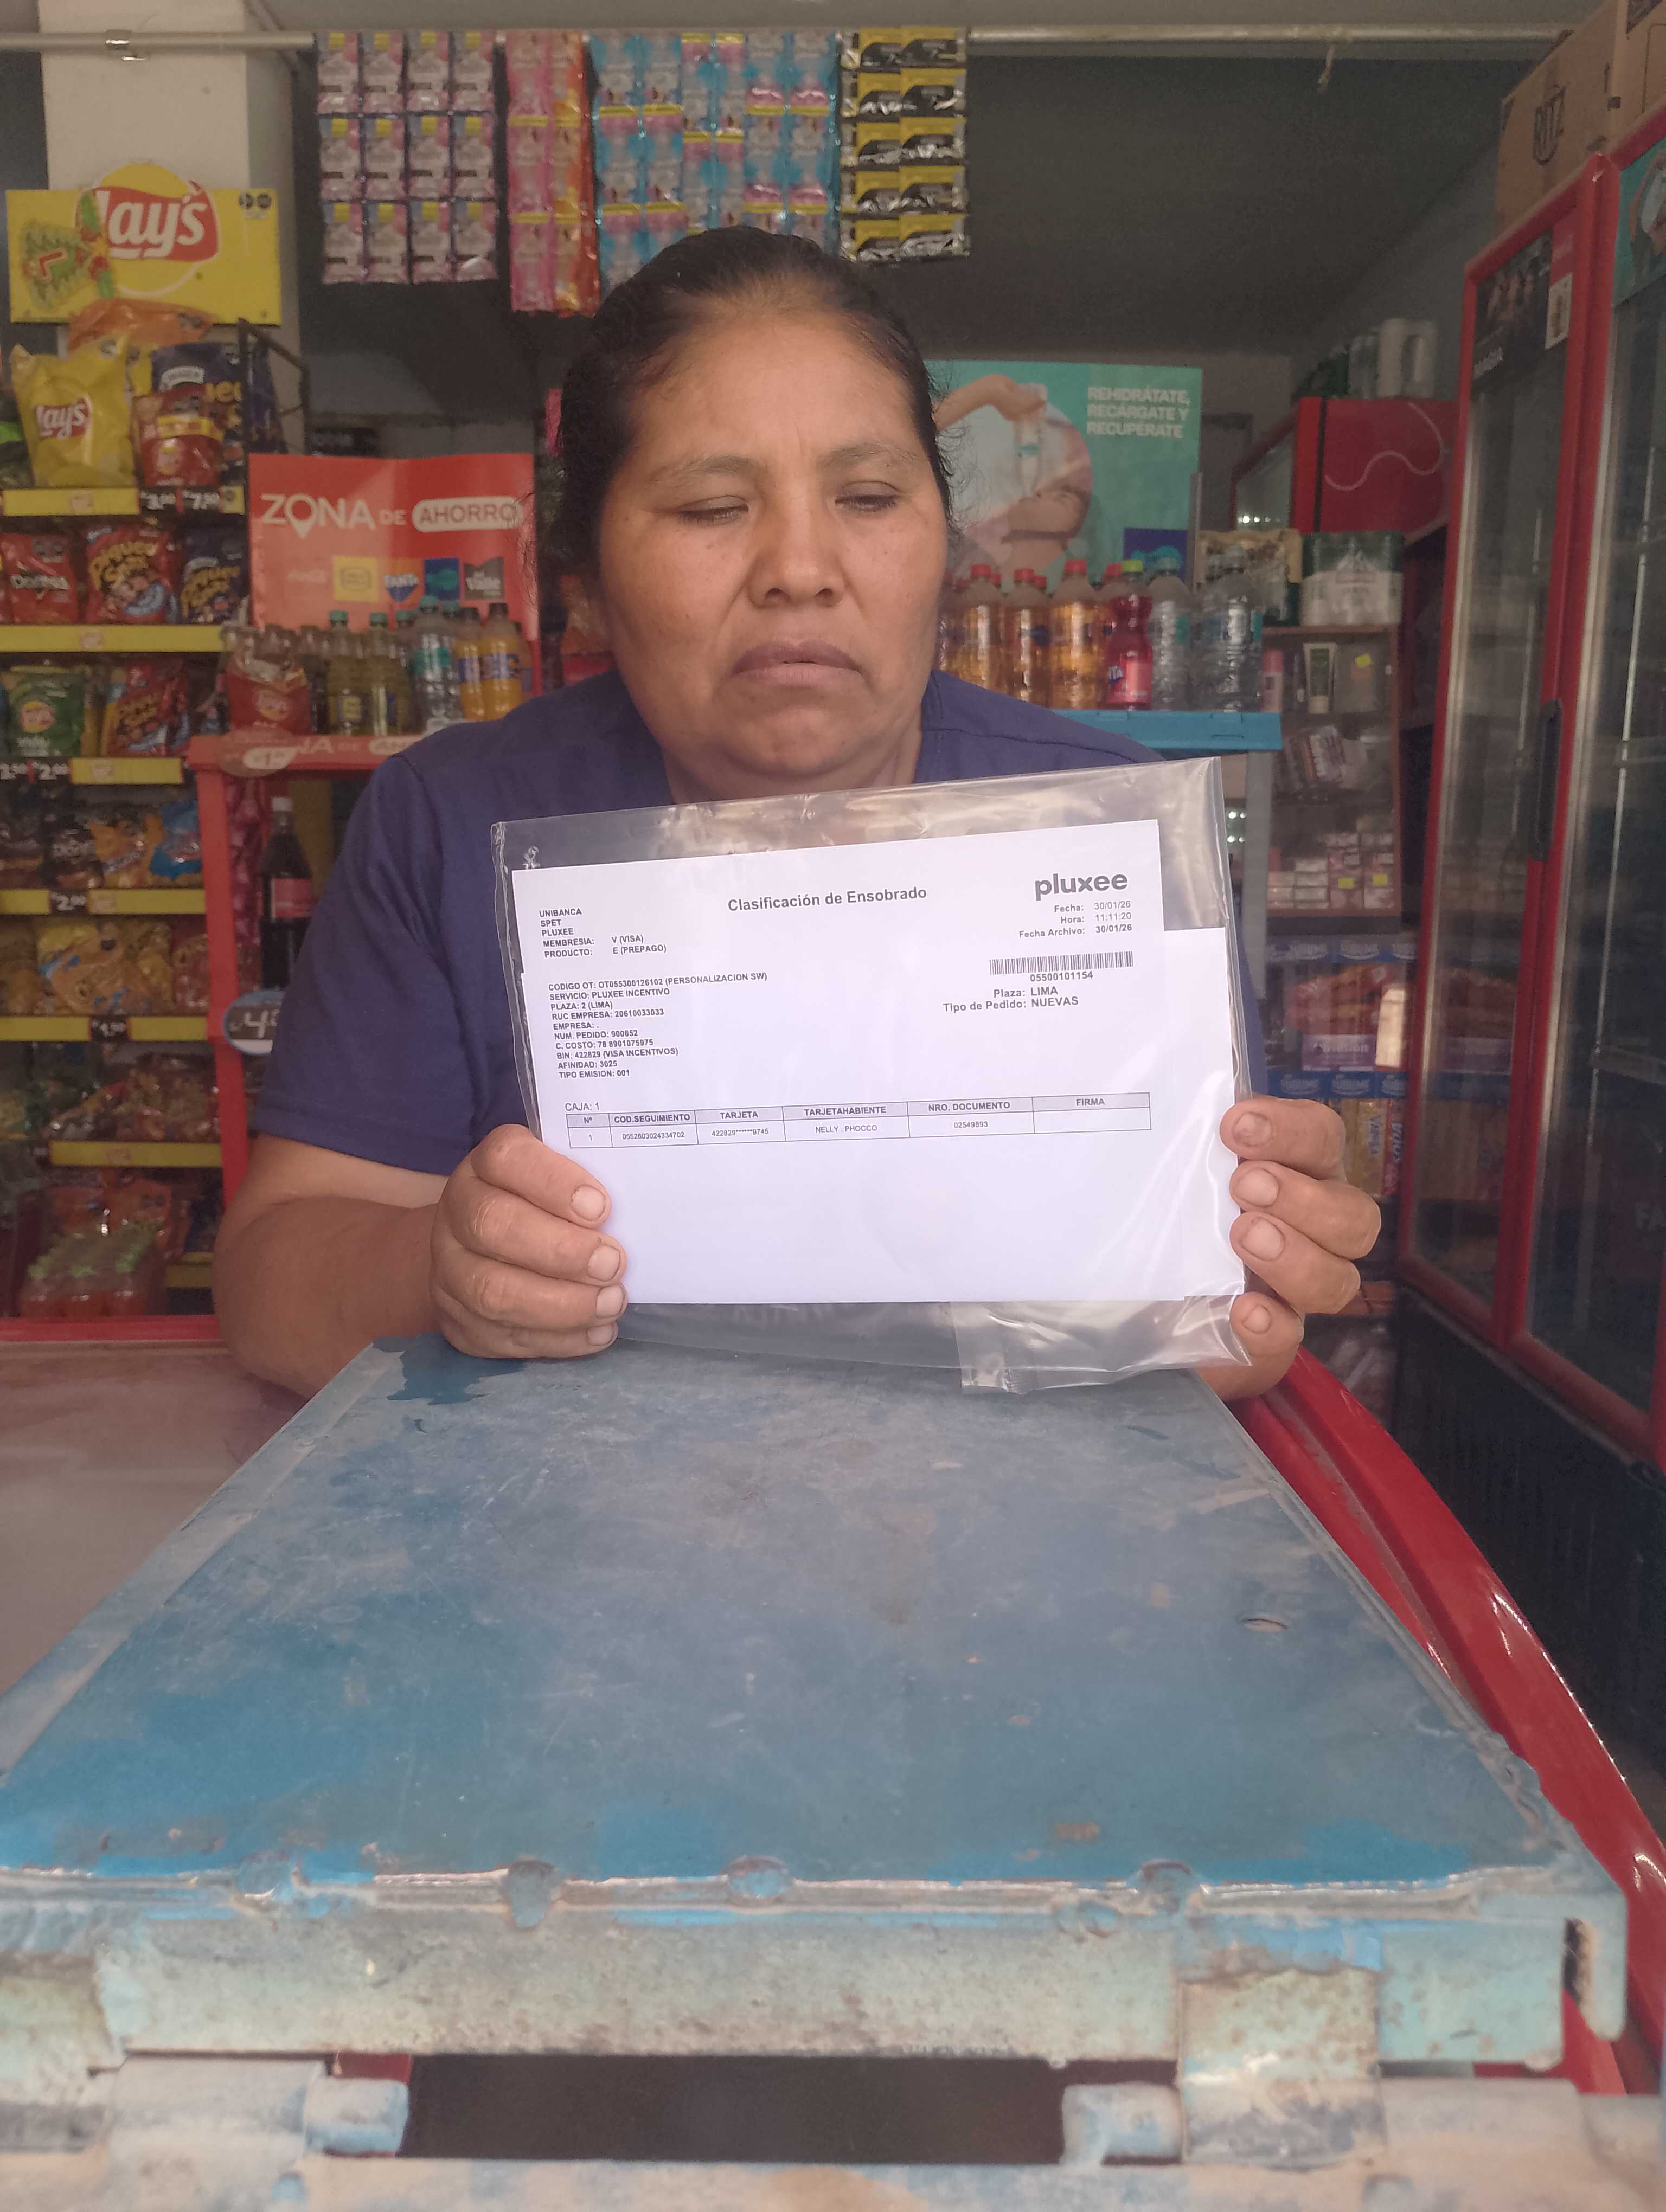 Lay's
RITZ
REHIDRÁTATE,
RECÁRGATE Y
RECUPÉRATE
Lay's
ZONA DE AHORRO
FANTA
Doritos
pluxee
Clasificación de Ensobrado
Fecha: 30/01/26
Hora: 11:11:20
Fecha Archivo: 30/01/26
UNIBANCA
SPET
PLUXEE
MEMBRESIA: V (VISA)
PRODUCTO: E (PREPAGO)
05500101154
Plaza: LIMA
Tipo de Pedido: NUEVAS
CODIGO OT: OT055300126102 (PERSONALIZACION SW)
SERVICIO: PLUXEE INCENTIVO
PLAZA: 2 (LIMA)
RUC EMPRESA: 20610033033
EMPRESA: .
NUM. PEDIDO: 900652
C. COSTO: 78 8901075975
BIN: 422829 (VISA INCENTIVOS)
AFINIDAD: 3025
TIPO EMISION: 001
CAJA: 1
N° COD.SEGUIMIENTO TARJETA TARJETAHABIENTE NRO. DOCUMENTO FIRMA
1 0552603024334702 422829******9745 NELLY . PHOCCO 02549893